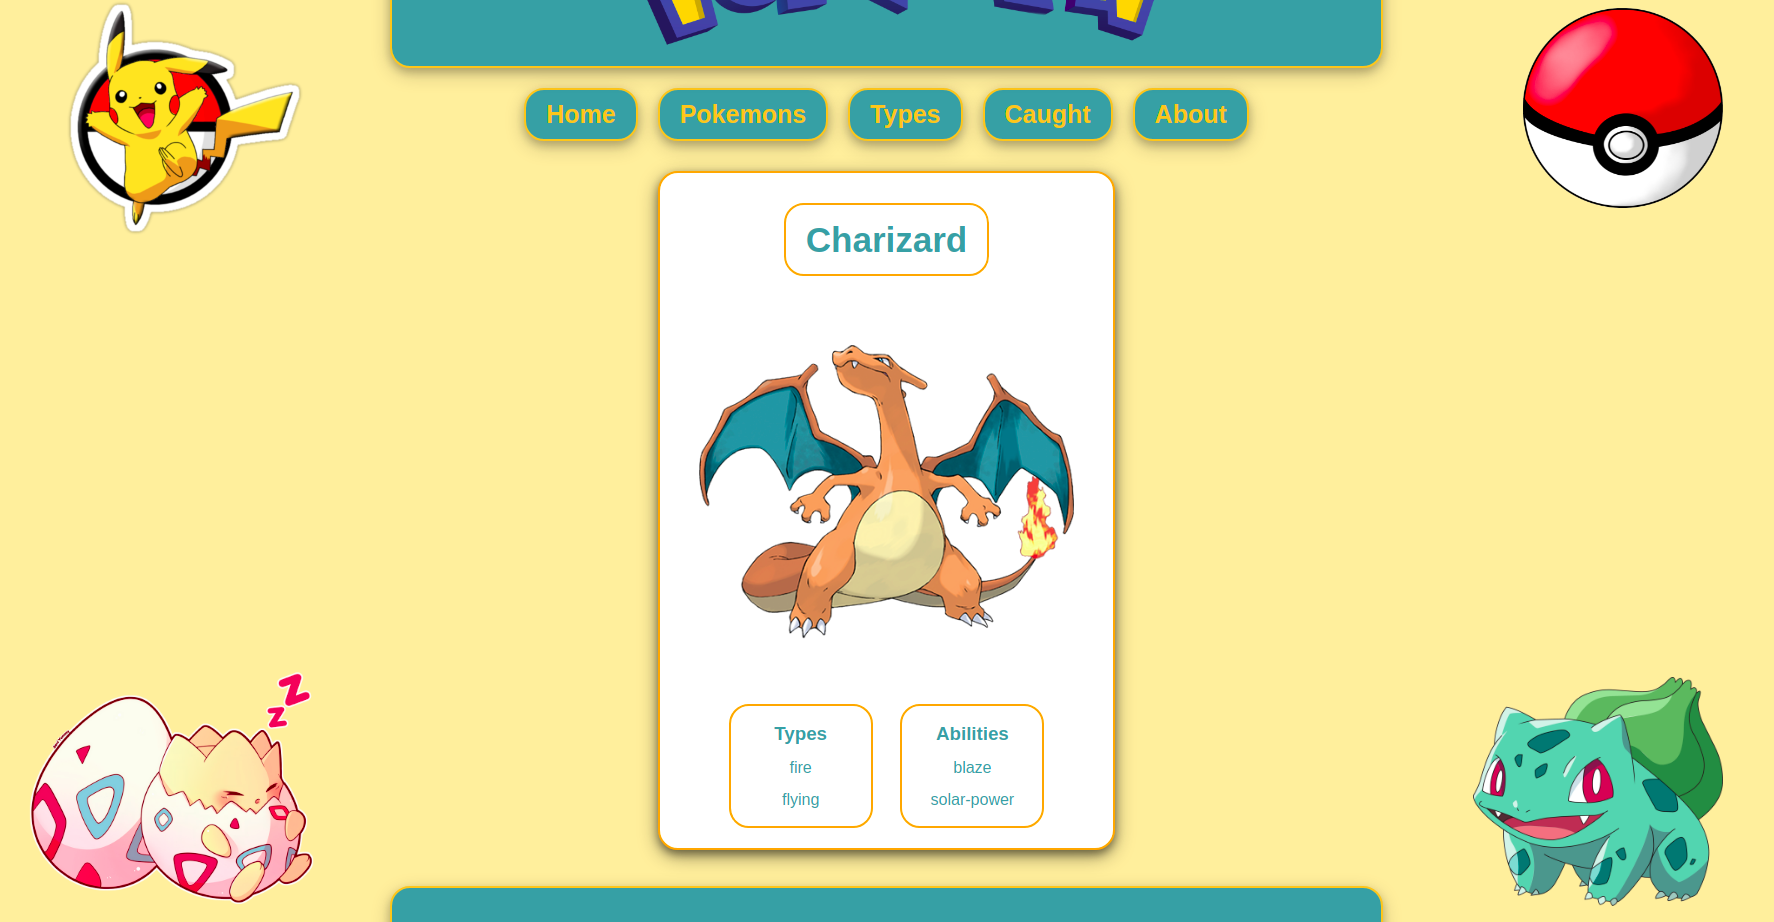 Home
Pokemons
Types
Caught
About
Charizard
Types
fire
flying
Abilities
blaze
solar-power
Z
Z